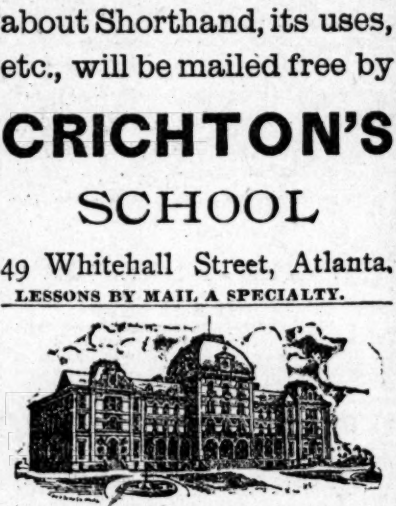 about Shorthand, its uses,
etc., will be mailed free by
CRICHTON'S
SCHOOL
49 Whitehall Street, Atlanta.
LESSONS BY MAIL A SPECIALTY.